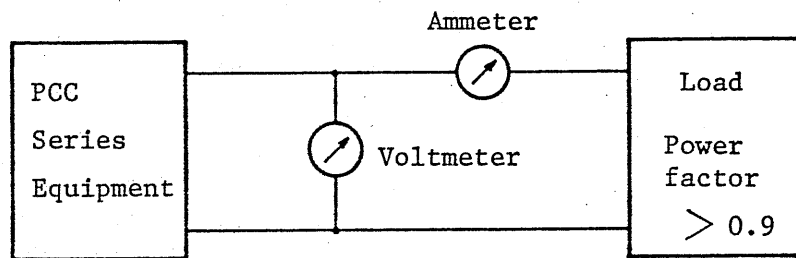 Ammeter
PCC
Series
Equipment
Voltmeter
Load
Power
factor
> 0.9